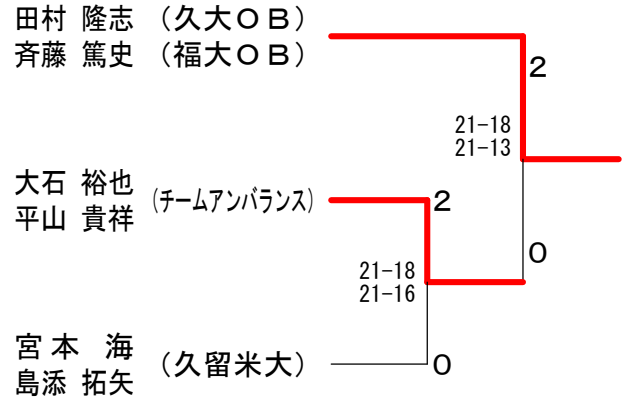 田村 隆志 (久大OB)
斉藤 篤史 (福大OB)
2
21-18
21-13
大石 裕也
平山 貴祥
(チームアンバランス)
2
0
21-18
21-16
宮本 海
島添 拓矢
(久留米大)
0